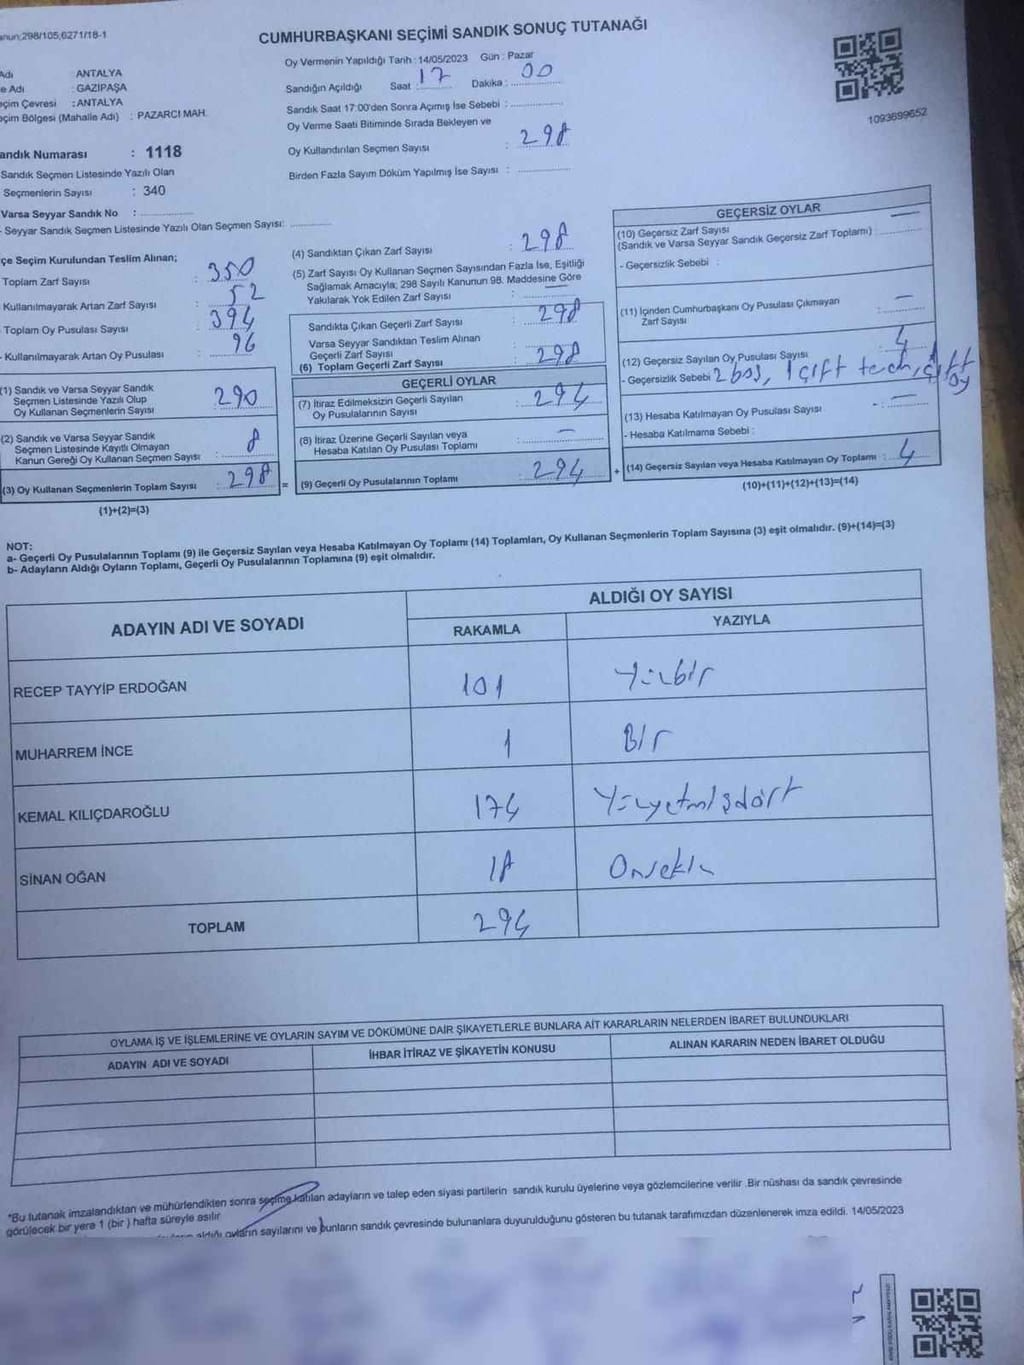 CUMHURBAŞKANI SEÇİMİ SANDIK SONUÇ TUTANAĞI
298/105,6271/18-1
Oy Vermenin Yapıldığı Tarih : 14/05/2023 Gün : Pazar
: ANTALYA
Adı : GAZİPAŞA
Çevresi : ANTALYA
Bölgesi (Mahalle Adı) : PAZARCI MAH.
Sandığın Açıldığı Saat : 17 Dakika : 00
Sandık Saat 17:00'den Sonra Açılmış İse Sebebi :
Oy Verme Saati Bitiminde Sırada Bekleyen ve
Oy Kullandırılan Seçmen Sayısı : 298
Birden Fazla Sayım Döküm Yapılmış İse Sayısı :
1093699652
Numarası : 1118
Sandık Seçmen Listesinde Yazılı Olan
Seçmenlerin Sayısı : 340
Varsa Seyyar Sandık No :
- Seyyar Sandık Seçmen Listesinde Yazılı Olan Seçmen Sayısı:
Seçim Kurulundan Teslim Alınan;
Toplam Zarf Sayısı : 350
Kullanılmayarak Artan Zarf Sayısı : 52
Toplam Oy Pusulası Sayısı : 394
- Kullanılmayarak Artan Oy Pusulası : 96
(1) Sandık ve Varsa Seyyar Sandık
Seçmen Listesinde Yazılı Olup
Oy Kullanan Seçmenlerin Sayısı : 290
(2) Sandık ve Varsa Seyyar Sandık
Seçmen Listesinde Kayıtlı Olmayan
Kanun Gereği Oy Kullanan Seçmen Sayısı : 8
(3) Oy Kullanan Seçmenlerin Toplam Sayısı : 298 =
(1)+(2)=(3)
(4) Sandıktan Çıkan Zarf Sayısı : 298
(5) Zarf Sayısı Oy Kullanan Seçmen Sayısından Fazla İse, Eşitliği
Sağlamak Amacıyla; 298 Sayılı Kanunun 98. Maddesine Göre
Yakılarak Yok Edilen Zarf Sayısı : —
Sandıkta Çıkan Geçerli Zarf Sayısı : 298
Varsa Seyyar Sandıktan Teslim Alınan
Geçerli Zarf Sayısı :
(6) Toplam Geçerli Zarf Sayısı : 298
GEÇERLİ OYLAR
(7) İtiraz Edilmeksizin Geçerli Sayılan
Oy Pusulalarının Sayısı : 294
(8) İtiraz Üzerine Geçerli Sayılan veya
Hesaba Katılan Oy Pusulası Toplamı : —
(9) Geçerli Oy Pusulalarının Toplamı : 294 +
GEÇERSİZ OYLAR
(10) Geçersiz Zarf Sayısı : —
(Sandık ve Varsa Seyyar Sandık Geçersiz Zarf Toplamı)
- Geçersizlik Sebebi :
(11) İçinden Cumhurbaşkanı Oy Pusulası Çıkmayan
Zarf Sayısı : —
(12) Geçersiz Sayılan Oy Pusulası Sayısı : 4
- Geçersizlik Sebebi 2 boş, 1 çift terch, 1 çift oy
(13) Hesaba Katılmayan Oy Pusulası Sayısı - : —
- Hesaba Katılmama Sebebi :
(14) Geçersiz Sayılan veya Hesaba Katılmayan Oy Toplamı : 4
(10)+(11)+(12)+(13)=(14)
NOT:
a- Geçerli Oy Pusulalarının Toplamı (9) ile Geçersiz Sayılan veya Hesaba Katılmayan Oy Toplamı (14) Toplamları, Oy Kullanan Seçmenlerin Toplam Sayısına (3) eşit olmalıdır. (9)+(14)=(3)
b- Adayların Aldığı Oyların Toplamı, Geçerli Oy Pusulalarının Toplamına (9) eşit olmalıdır.
ADAYIN ADI VE SOYADI
ALDIĞI OY SAYISI
RAKAMLA YAZIYLA
RECEP TAYYİP ERDOĞAN 101 Yüzbir
MUHARREM İNCE 1 Bir
KEMAL KILIÇDAROĞLU 174 Yüzyetmişdört
SİNAN OĞAN 18 Onsekiz
TOPLAM 294
OYLAMA İŞ VE İŞLEMLERİNE VE OYLARIN SAYIM VE DÖKÜMÜNE DAİR ŞİKAYETLERLE BUNLARA AİT KARARLARIN NELERDEN İBARET BULUNDUKLARI
ADAYIN ADI VE SOYADI İHBAR İTİRAZ VE ŞİKAYETİN KONUSU ALINAN KARARIN NEDEN İBARET OLDUĞU
*Bu tutanak imzalandıktan ve mühürlendikten sonra seçime katılan adayların ve talep eden siyasi partilerin sandık kurulu üyelerine veya gözlemcilerine verilir .Bir nüshası da sandık çevresinde
görülecek bir yere 1 (bir ) hafta süreyle asılır
aldığı oyların sayılarını ve bunların sandık çevresinde bulunanlara duyurulduğunu gösteren bu tutanak tarafımızdan düzenlenerek imza edildi. 14/05/2023